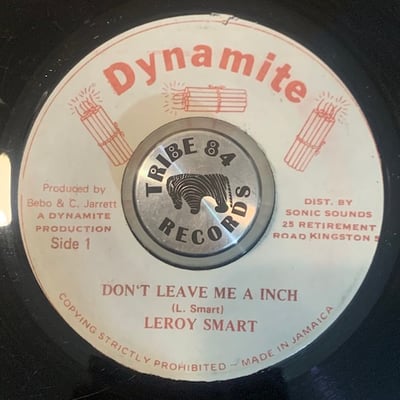 Dynamite
TRIBE 84
RECORDS
Produced by
Bebo & C. Jarrett
A DYNAMITE
PRODUCTION
Side 1
DIST. BY
SONIC SOUNDS
25 RETIREMENT
ROAD KINGSTON 5
DON'T LEAVE ME A INCH
(L. Smart)
LEROY SMART
COPYING STRICTLY PROHIBITED - MADE IN JAMAICA